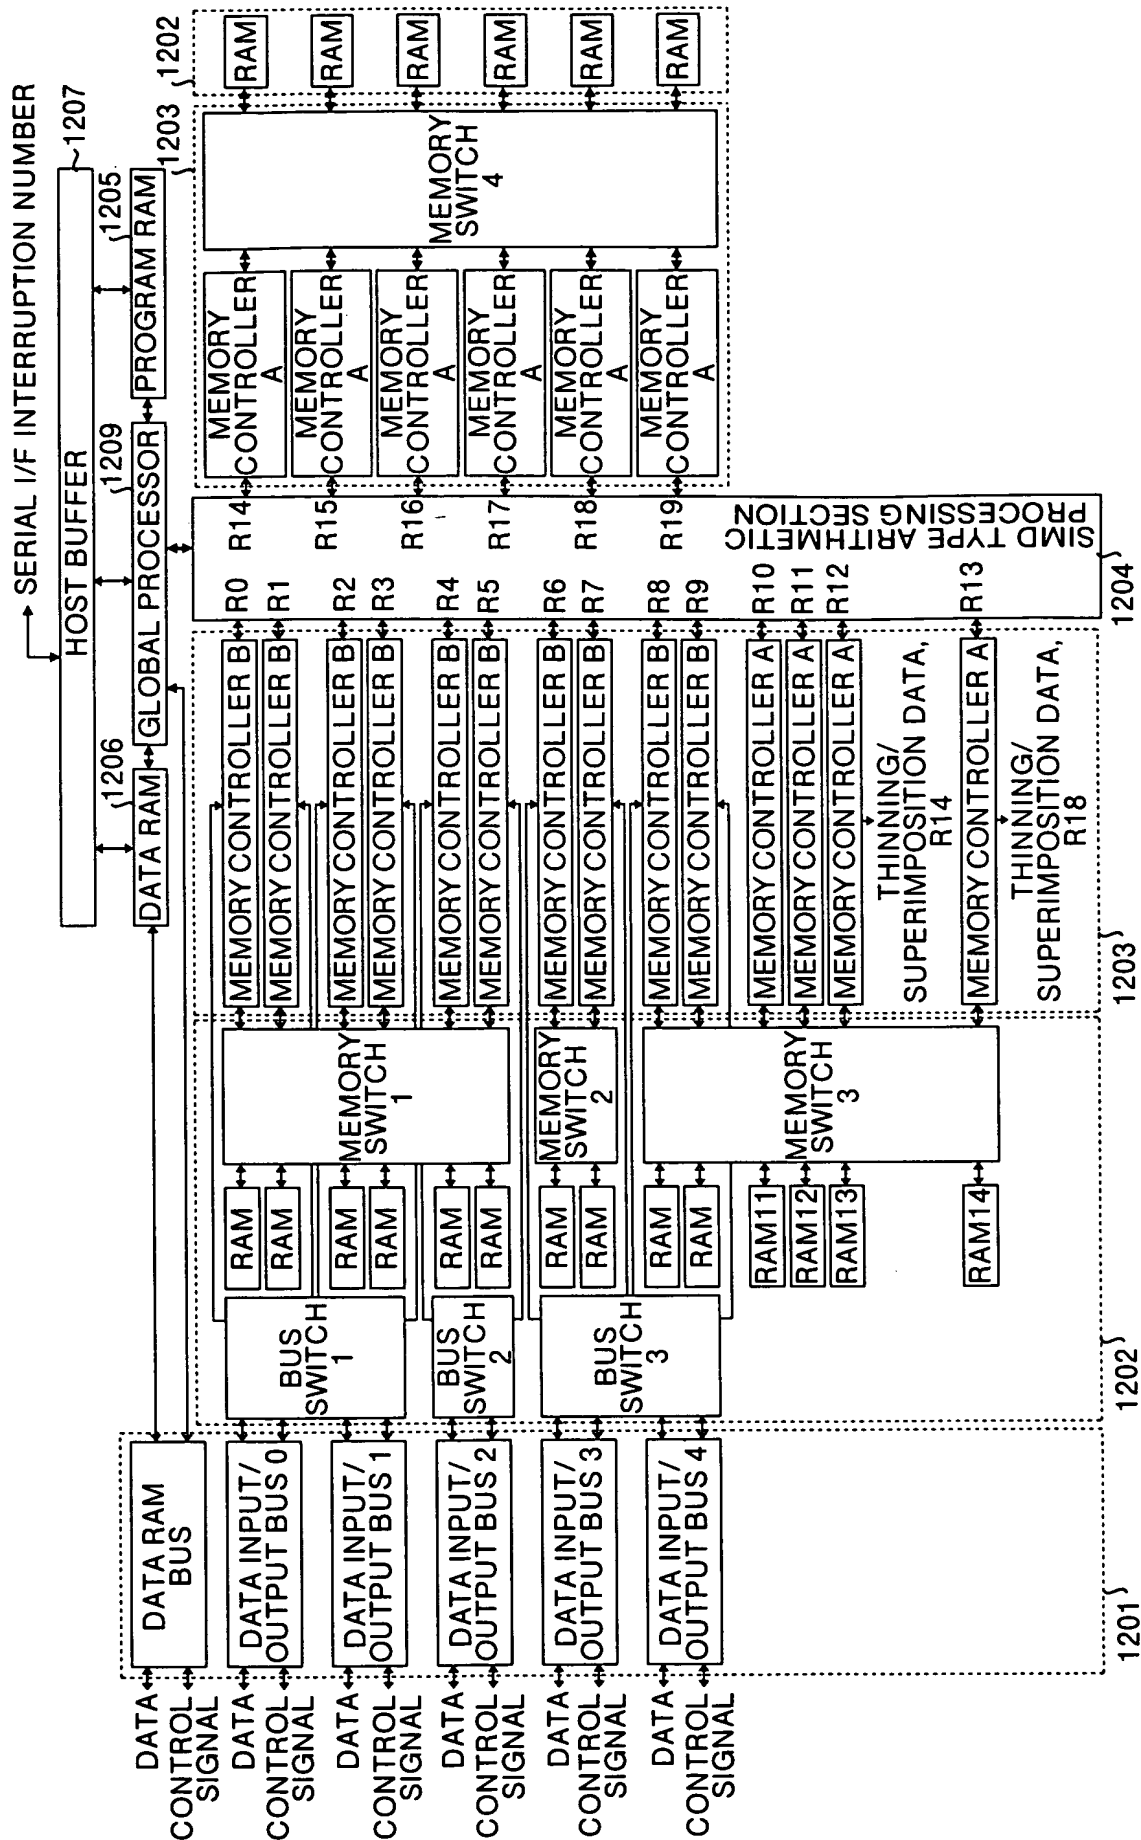 SERIAL I/F INTERRUPTION NUMBER
HOST BUFFER
1207
1206
1209
1205
DATA RAM
GLOBAL PROCESSOR
PROGRAM RAM
1203
1202
DATA
CONTROL
SIGNAL
DATA RAM
BUS
DATA
CONTROL
SIGNAL
DATA INPUT/
OUTPUT BUS 0
DATA
CONTROL
SIGNAL
DATA INPUT/
OUTPUT BUS 1
DATA
CONTROL
SIGNAL
DATA INPUT/
OUTPUT BUS 2
DATA
CONTROL
SIGNAL
DATA INPUT/
OUTPUT BUS 3
DATA
CONTROL
SIGNAL
DATA INPUT/
OUTPUT BUS 4
1201
BUS
SWITCH
1
BUS
SWITCH
2
BUS
SWITCH
3
RAM
RAM
RAM
RAM
RAM
RAM
RAM
RAM
RAM
RAM
RAM11
RAM12
RAM13
RAM14
MEMORY
SWITCH
1
MEMORY
SWITCH
2
MEMORY
SWITCH
3
1202
MEMORY CONTROLLER B
MEMORY CONTROLLER B
MEMORY CONTROLLER B
MEMORY CONTROLLER B
MEMORY CONTROLLER B
MEMORY CONTROLLER B
MEMORY CONTROLLER B
MEMORY CONTROLLER B
MEMORY CONTROLLER B
MEMORY CONTROLLER B
MEMORY CONTROLLER A
MEMORY CONTROLLER A
MEMORY CONTROLLER A
THINNING/
SUPERIMPOSITION DATA,
R14
MEMORY CONTROLLER A
THINNING/
SUPERIMPOSITION DATA,
R18
1203
R0
R1
R2
R3
R4
R5
R6
R7
R8
R9
R10
R11
R12
R13
R14
R15
R16
R17
R18
R19
SIMD TYPE ARITHMETIC
PROCESSING SECTION
1204
MEMORY
CONTROLLER
A
MEMORY
CONTROLLER
A
MEMORY
CONTROLLER
A
MEMORY
CONTROLLER
A
MEMORY
CONTROLLER
A
MEMORY
CONTROLLER
A
MEMORY
SWITCH
4
RAM
RAM
RAM
RAM
RAM
RAM